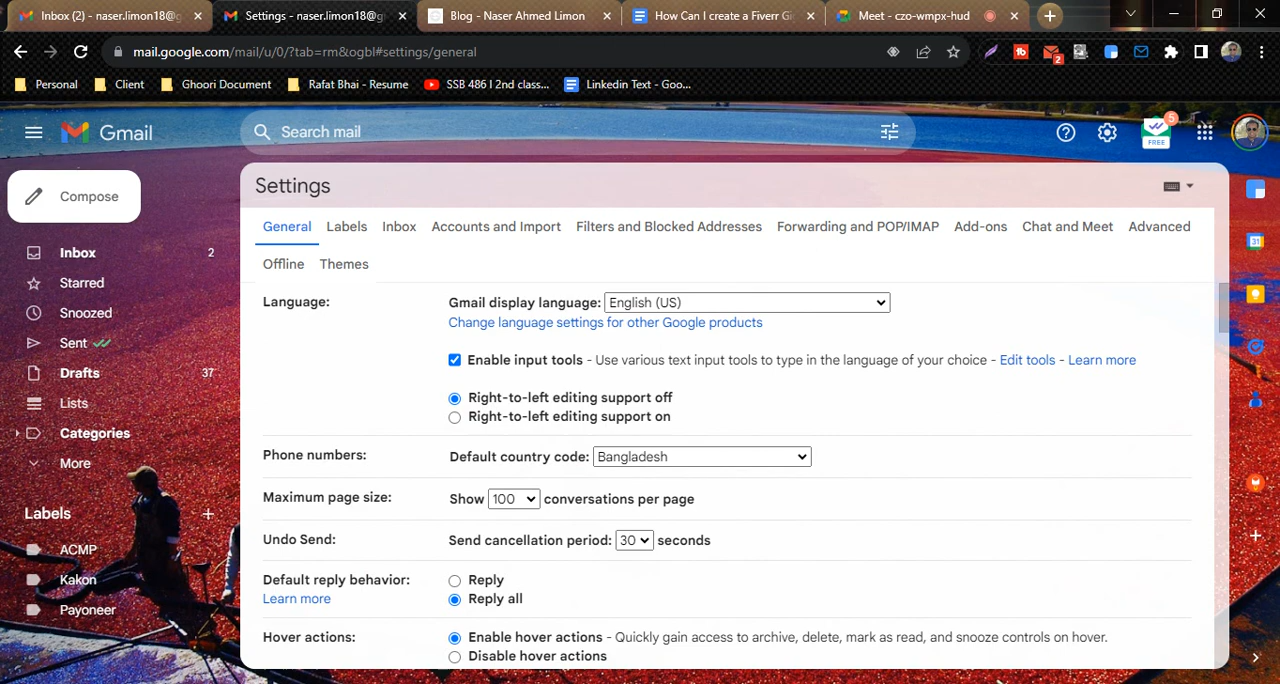 Inbox (2) - naser.limon18@g
Settings - naser.limon18@g
Blog - Naser Ahmed Limon
How Can I create a Fiverr Gi
Meet - czo-wmpx-hud
mail.google.com/mail/u/0/?tab=rm&ogbl#settings/general
2
Personal
Client
Ghoori Document
Rafat Bhai - Resume
SSB 486 l 2nd class...
Linkedin Text - Goo...
Gmail
Search mail
5
FREE
Compose
Settings
General
Labels
Inbox
Accounts and Import
Filters and Blocked Addresses
Forwarding and POP/IMAP
Add-ons
Chat and Meet
Advanced
Offline
Themes
Inbox 2
Starred
Snoozed
Sent
Drafts 37
Lists
Categories
More
Labels
ACMP
Kakon
Payoneer
Language:
Gmail display language: English (US)
Change language settings for other Google products
Enable input tools - Use various text input tools to type in the language of your choice - Edit tools - Learn more
Right-to-left editing support off
Right-to-left editing support on
Phone numbers:
Default country code: Bangladesh
Maximum page size:
Show 100 conversations per page
Undo Send:
Send cancellation period: 30 seconds
Default reply behavior:
Learn more
Reply
Reply all
Hover actions:
Enable hover actions - Quickly gain access to archive, delete, mark as read, and snooze controls on hover.
Disable hover actions
31